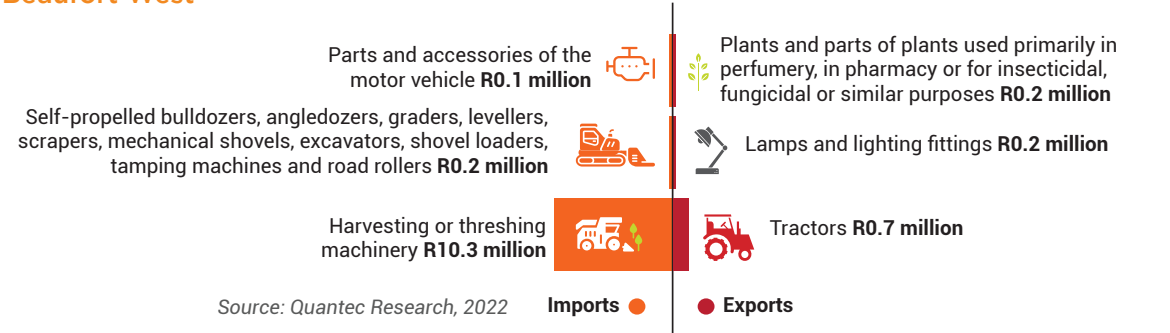 Beaufort West
Parts and accessories of the
motor vehicle R0.1 million
Plants and parts of plants used primarily in
perfumery, in pharmacy or for insecticidal,
fungicidal or similar purposes R0.2 million
Self-propelled bulldozers, angledozers, graders, levellers,
scrapers, mechanical shovels, excavators, shovel loaders,
tamping machines and road rollers R0.2 million
Lamps and lighting fittings R0.2 million
Harvesting or threshing
machinery R10.3 million
Tractors R0.7 million
Source: Quantec Research, 2022
Imports
Exports